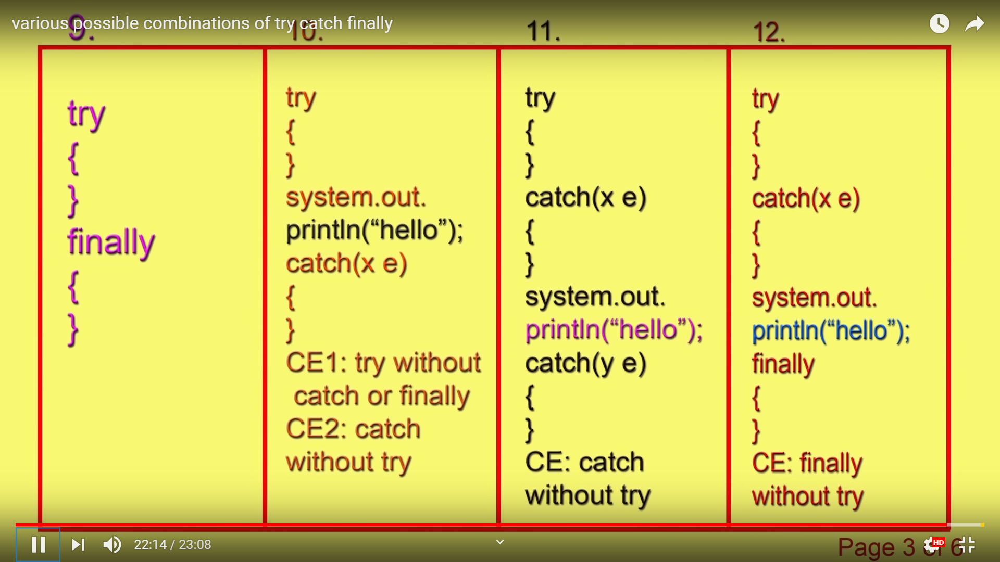 various possible combinations of try catch finally
9.
10.
11.
12.
try
{
}
finally
{
}
try
{
}
system.out.
println(“hello”);
catch(x e)
{
}
CE1: try without
catch or finally
CE2: catch
without try
try
{
}
catch(x e)
{
}
system.out.
println(“hello”);
catch(y e)
{
}
CE: catch
without try
try
{
}
catch(x e)
{
}
system.out.
println(“hello”);
finally
{
}
CE: finally
without try
22:14 / 23:08
HD
Page 3 of 6